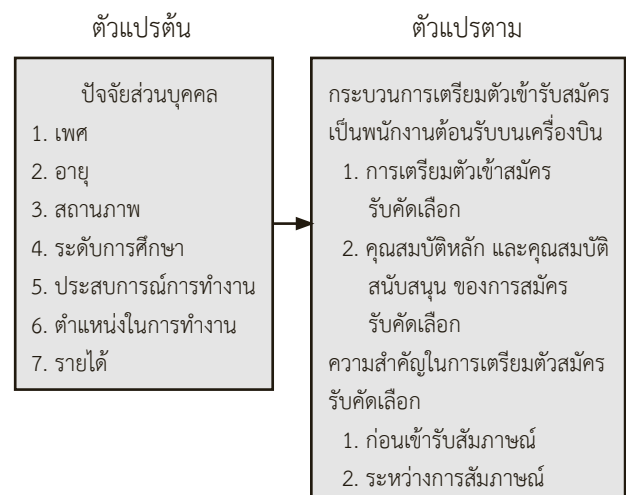 ตัวแปรต้น
ปัจจัยส่วนบุคคล
1. เพศ
2. อายุ
3. สถานภาพ
4. ระดับการศึกษา
5. ประสบการณ์การทำงาน
6. ตำแหน่งในการทำงาน
7. รายได้
ตัวแปรตาม
กระบวนการเตรียมตัวเข้ารับสมัคร
เป็นพนักงานต้อนรับบนเครื่องบิน
1. การเตรียมตัวเข้าสมัคร
รับคัดเลือก
2. คุณสมบัติหลัก และคุณสมบัติ
สนับสนุน ของการสมัคร
รับคัดเลือก
ความสำคัญในการเตรียมตัวสมัคร
รับคัดเลือก
1. ก่อนเข้ารับสัมภาษณ์
2. ระหว่างการสัมภาษณ์